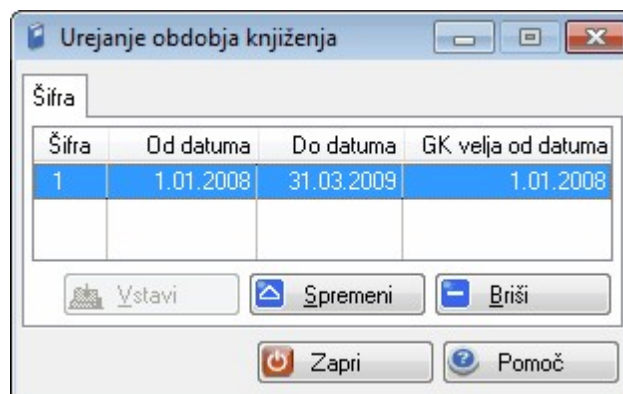 Urejanje obdobja knjiženja
Šifra
Šifra Od datuma Do datuma GK velja od datuma
1 1.01.2008 31.03.2009 1.01.2008
Vstavi Spremeni Briši
Zapri Pomoč